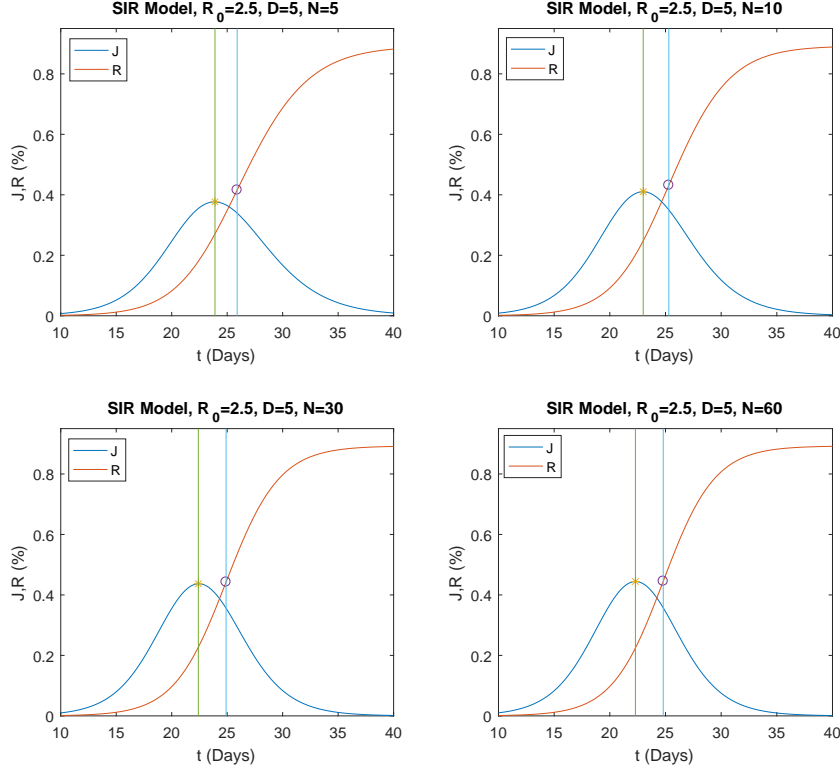 SIR Model, R_0=2.5, D=5, N=5
J
R
0.8
0.6
0.4
0.2
0
J,R (%)
10 15 20 25 30 35 40
t (Days)
SIR Model, R_0=2.5, D=5, N=10
J
R
0.8
0.6
0.4
0.2
0
J,R (%)
10 15 20 25 30 35 40
t (Days)
SIR Model, R_0=2.5, D=5, N=30
J
R
0.8
0.6
0.4
0.2
0
J,R (%)
10 15 20 25 30 35 40
t (Days)
SIR Model, R_0=2.5, D=5, N=60
J
R
0.8
0.6
0.4
0.2
0
J,R (%)
10 15 20 25 30 35 40
t (Days)